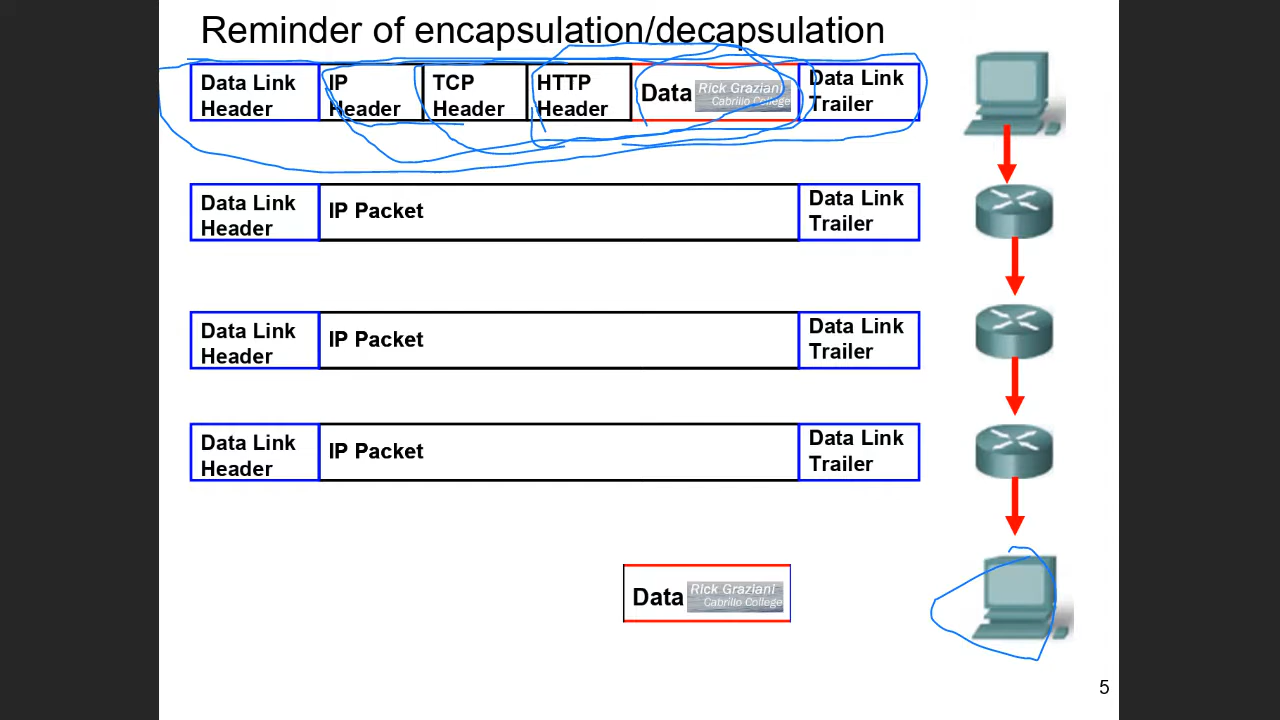 Reminder of encapsulation/decapsulation
Data Link Header
IP Header
TCP Header
HTTP Header
Data
Rick Graziani
Cabrillo College
Data Link Trailer
Data Link Header
IP Packet
Data Link Trailer
Data Link Header
IP Packet
Data Link Trailer
Data Link Header
IP Packet
Data Link Trailer
Data
Rick Graziani
Cabrillo College
5